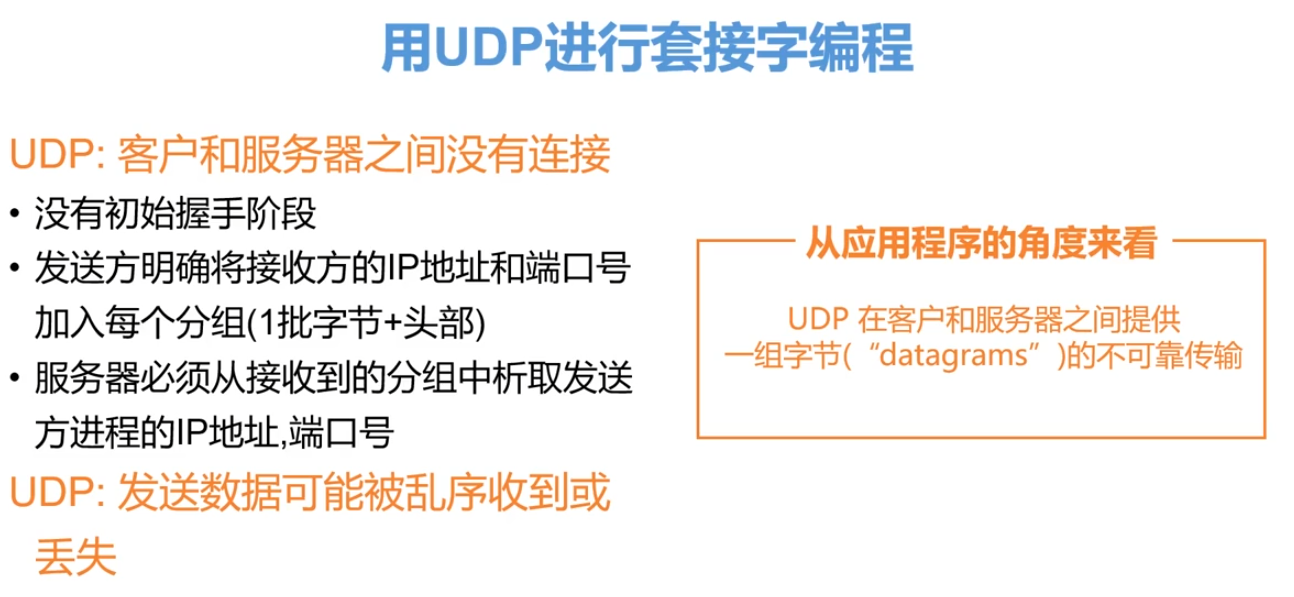 用UDP进行套接字编程
UDP: 客户和服务器之间没有连接
• 没有初始握手阶段
• 发送方明确将接收方的IP地址和端口号
加入每个分组(1批字节+头部)
• 服务器必须从接收到的分组中析取发送
方进程的IP地址,端口号
UDP: 发送数据可能被乱序收到或
丢失
从应用程序的角度来看
UDP 在客户和服务器之间提供
一组字节(“datagrams”)的不可靠传输